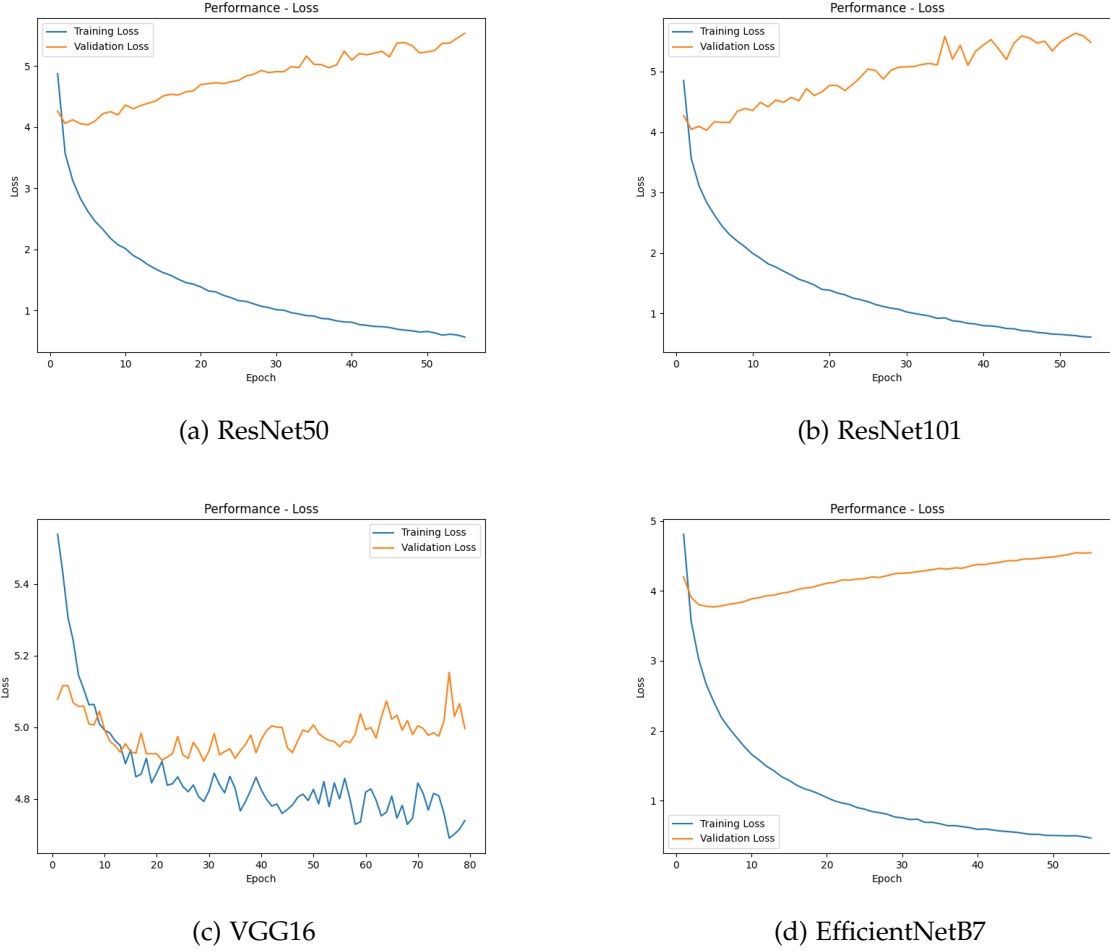 Performance - Loss
Training Loss
Validation Loss
5
4
3
2
1
Loss
0 10 20 30 40 50
Epoch
(a) ResNet50
Performance - Loss
Training Loss
Validation Loss
5
4
3
2
1
Loss
0 10 20 30 40 50
Epoch
(b) ResNet101
Performance - Loss
Training Loss
Validation Loss
5.4
5.2
5.0
4.8
Loss
0 10 20 30 40 50 60 70 80
Epoch
(c) VGG16
Performance - Loss
5
4
3
2
1
Loss
Training Loss
Validation Loss
0 10 20 30 40 50
Epoch
(d) EfficientNetB7